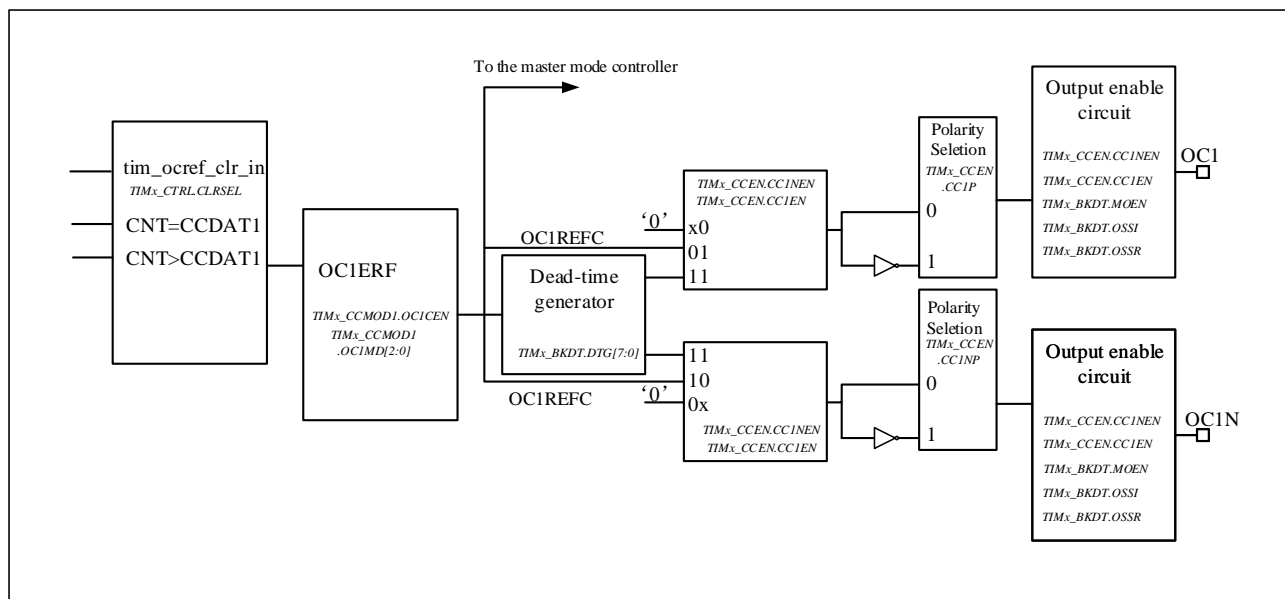 To the master mode controller
tim_ocref_clr_in
TIMx_CTRL.CLRSEL
CNT=CCDAT1
CNT>CCDAT1
OC1ERF
TIMx_CCMOD1.OC1CEN
TIMx_CCMOD1
.OC1MD[2:0]
OC1REFC
Dead-time
generator
TIMx_BKDT.DTG[7:0]
OC1REFC
TIMx_CCEN.CC1NEN
TIMx_CCEN.CC1EN
‘0’
x0
01
11
11
10
‘0’
0x
TIMx_CCEN.CC1NEN
TIMx_CCEN.CC1EN
Polarity
Seletion
TIMx_CCEN
.CC1P
0
1
Polarity
Seletion
TIMx_CCEN
.CC1NP
0
1
Output enable
circuit
TIMx_CCEN.CC1NEN
TIMx_CCEN.CC1EN
TIMx_BKDT.MOEN
TIMx_BKDT.OSSI
TIMx_BKDT.OSSR
OC1
Output enable
circuit
TIMx_CCEN.CC1NEN
TIMx_CCEN.CC1EN
TIMx_BKDT.MOEN
TIMx_BKDT.OSSI
TIMx_BKDT.OSSR
OC1N